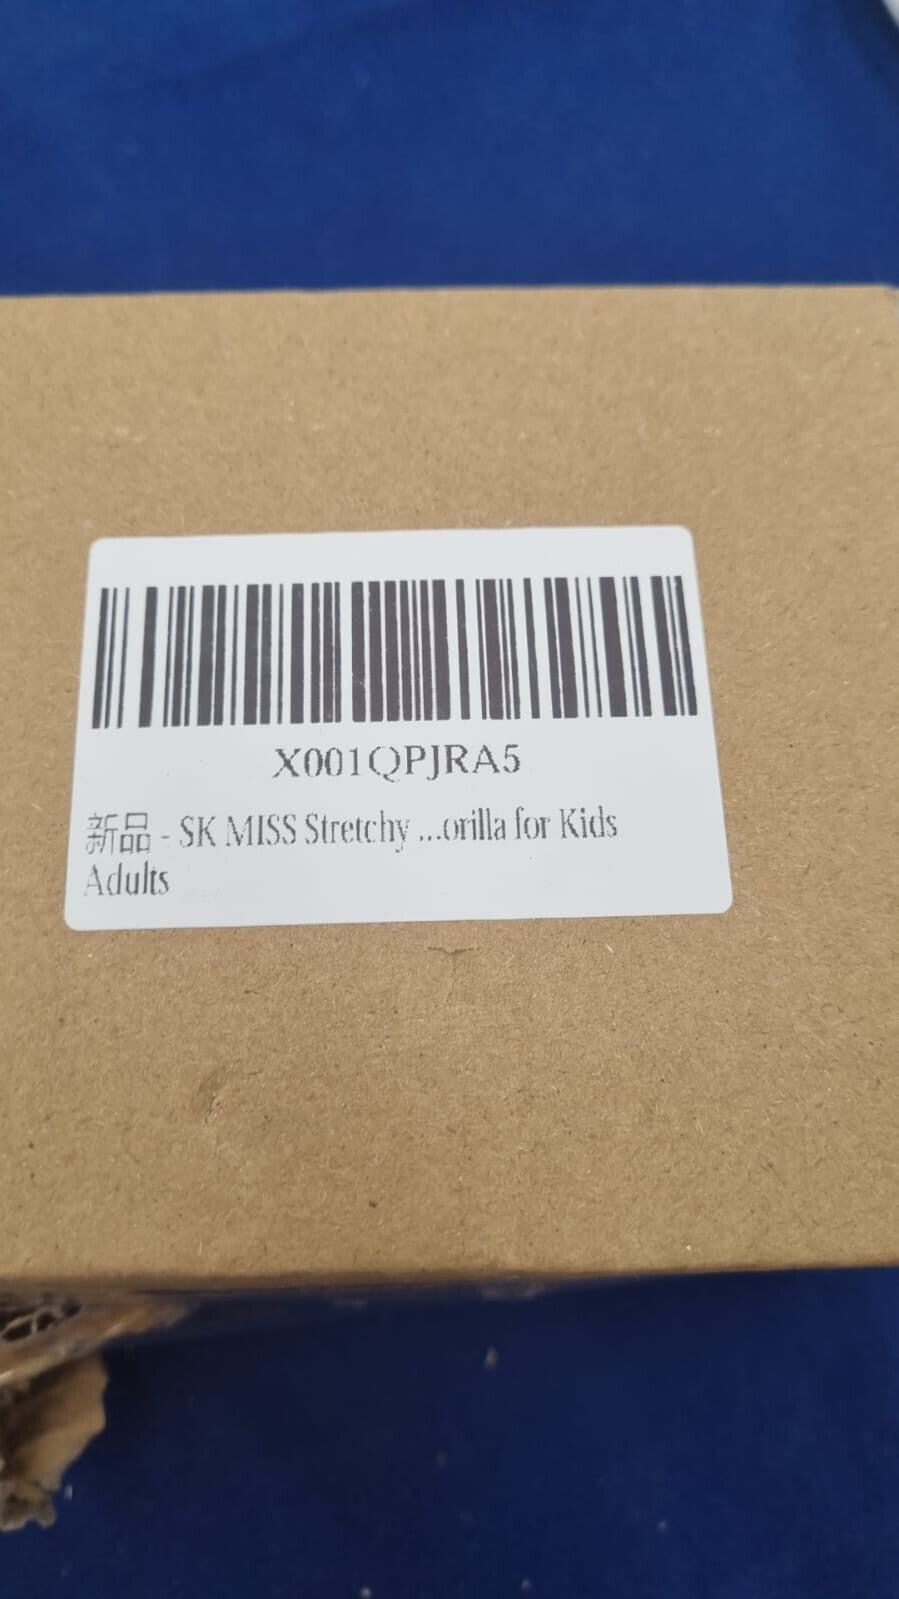 X001QPJRA5
新品 - SK MISS Stretchy ...orilla for Kids
Adults